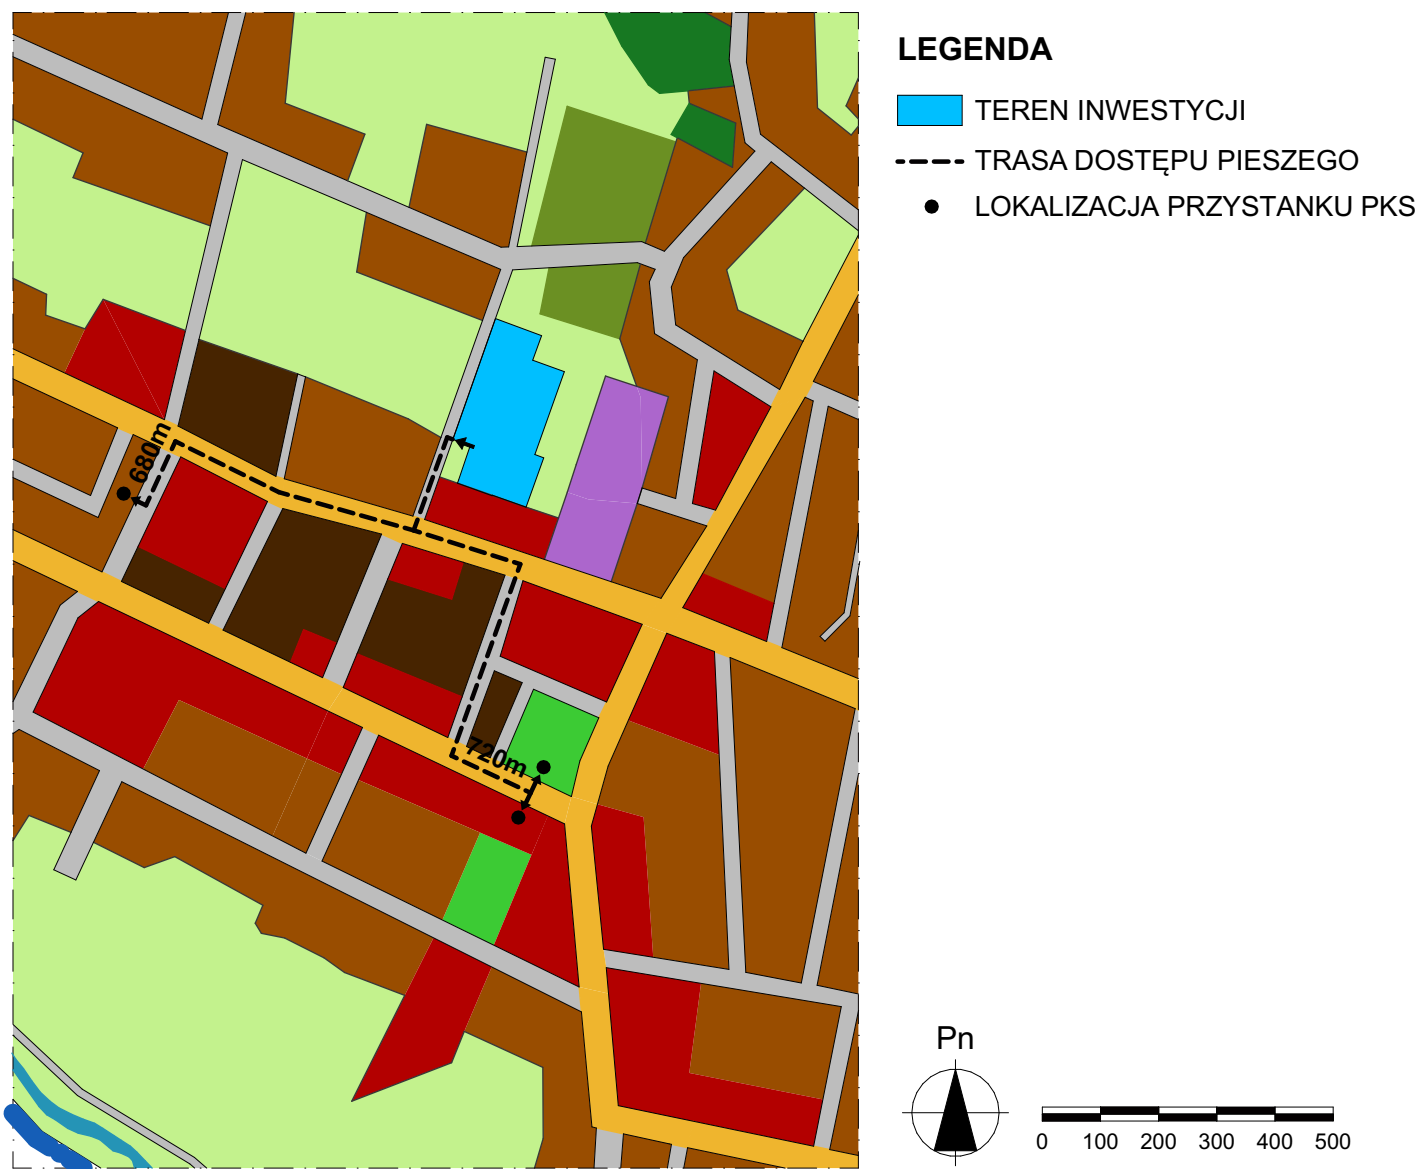 LEGENDA
TEREN INWESTYCJI
TRASA DOSTĘPU PIESZEGO
LOKALIZACJA PRZYSTANKU PKS
680m
720m
Pn
0 100 200 300 400 500